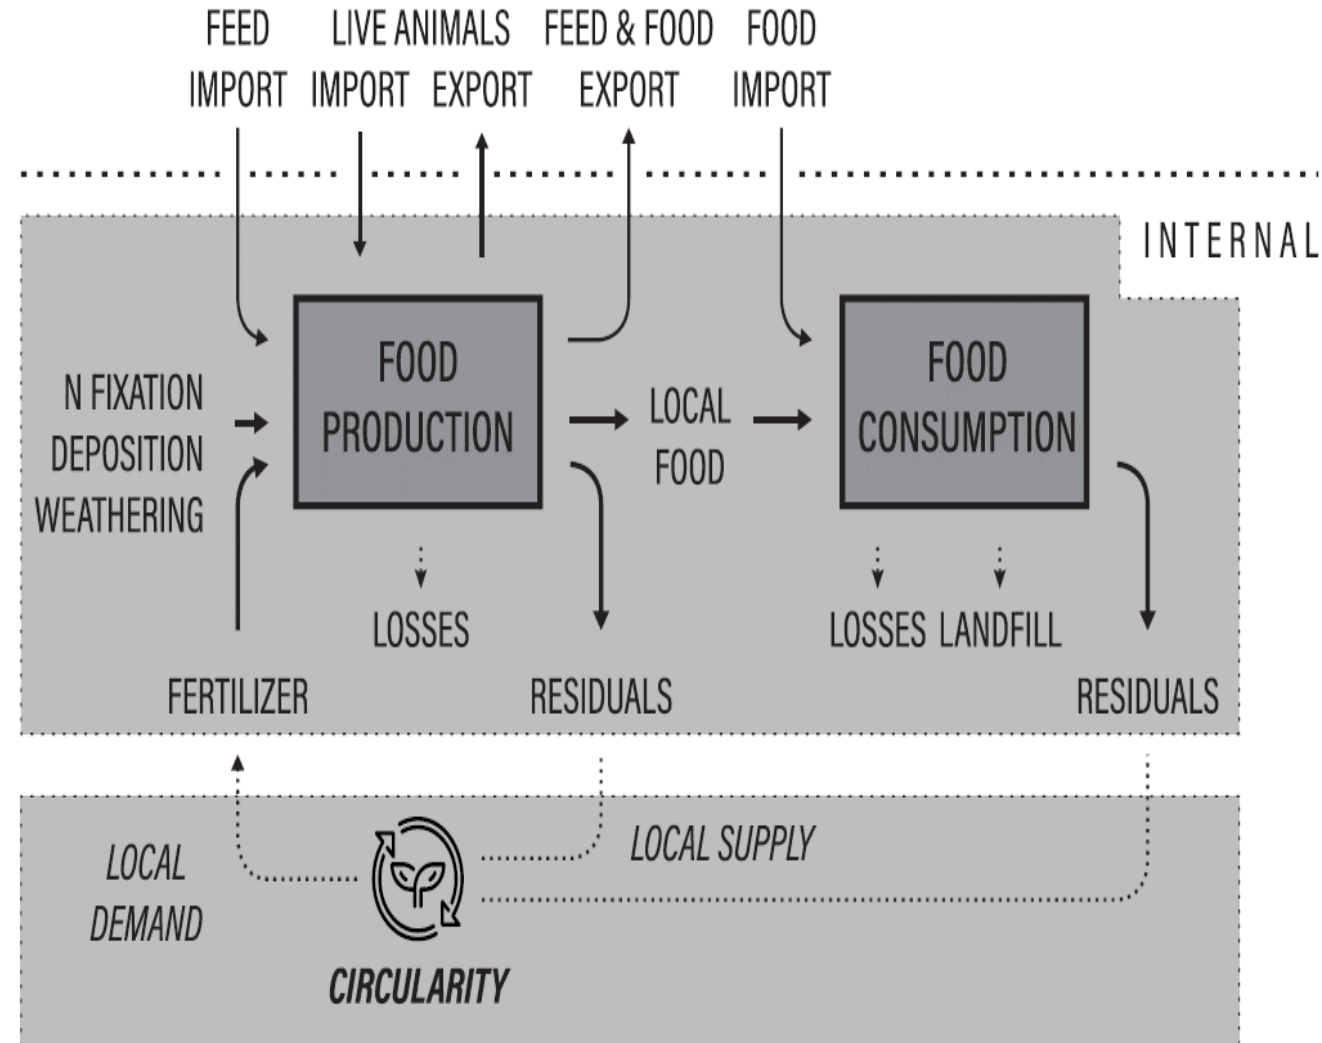 FEED LIVE ANIMALS FEED & FOOD FOOD
IMPORT IMPORT EXPORT EXPORT IMPORT
INTERNAL
FOOD
PRODUCTION
FOOD
CONSUMPTION
N FIXATION
DEPOSITION
WEATHERING
LOCAL
FOOD
LOSSES
LOSSES LANDFILL
FERTILIZER
RESIDUALS
RESIDUALS
LOCAL
DEMAND
LOCAL SUPPLY
CIRCULARITY